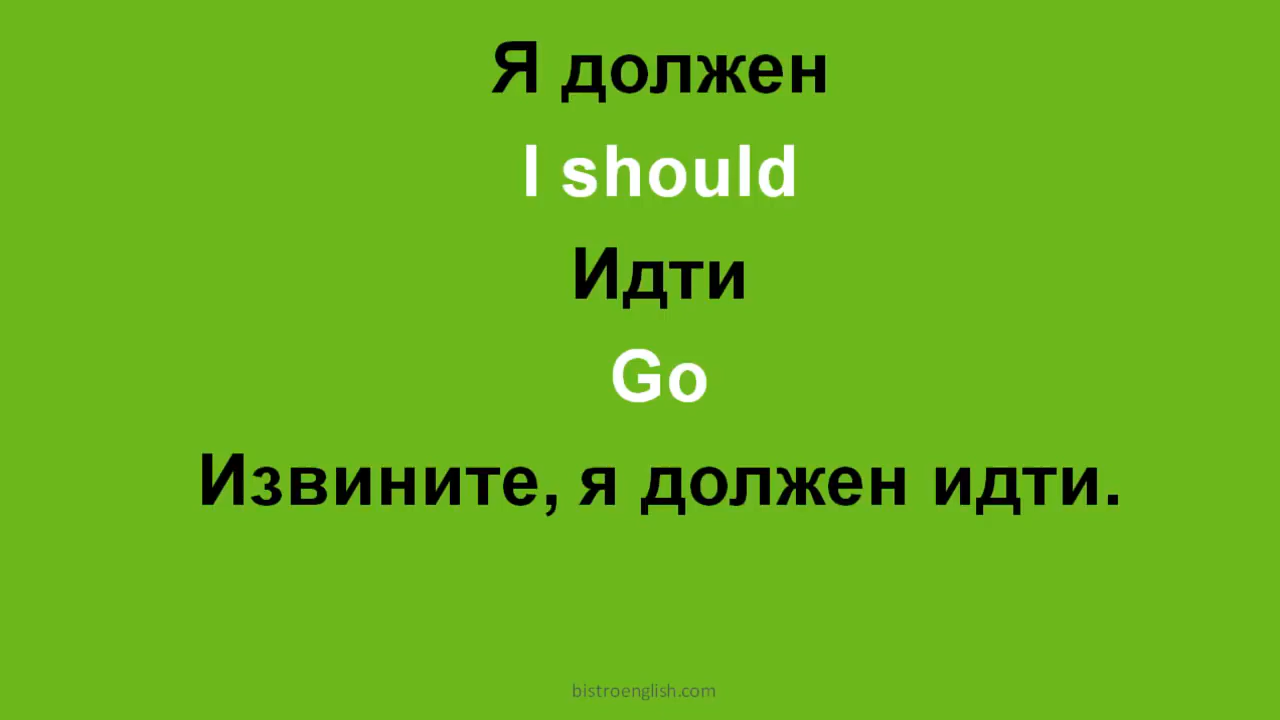 Я должен
I should
Идти
Go
Извините, я должен идти.
bistroenglish.com